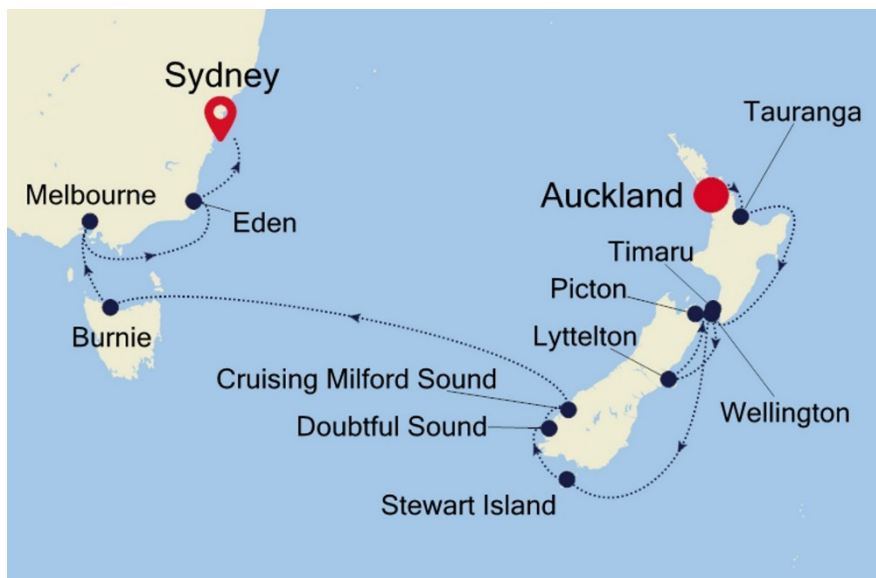 Sydney
Tauranga
Melbourne
Auckland
Eden
Timaru
Picton
Burnie
Lyttelton
Cruising Milford Sound
Wellington
Doubtful Sound
Stewart Island